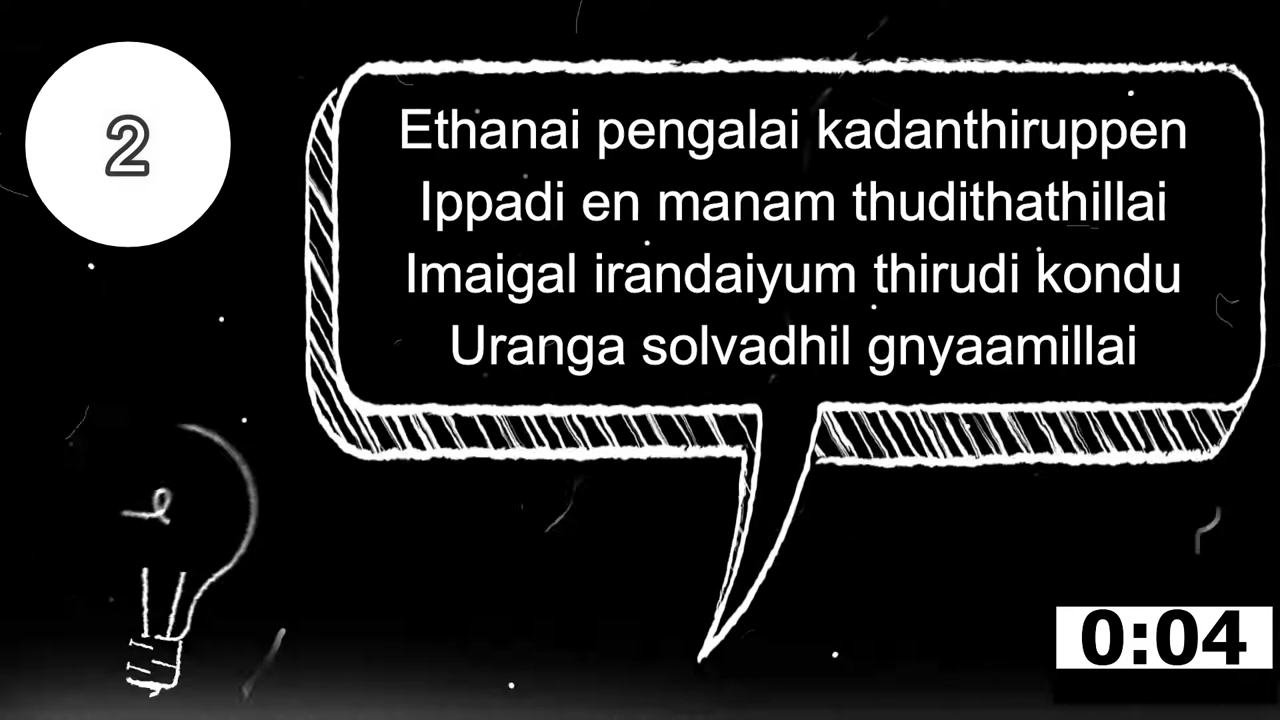 2
Ethanai pengalai kadanthiruppen
Ippadi en manam thudithathillai
Imaigal irandaiyum thirudi kondu
Uranga solvadhil gnyaamillai
0:04